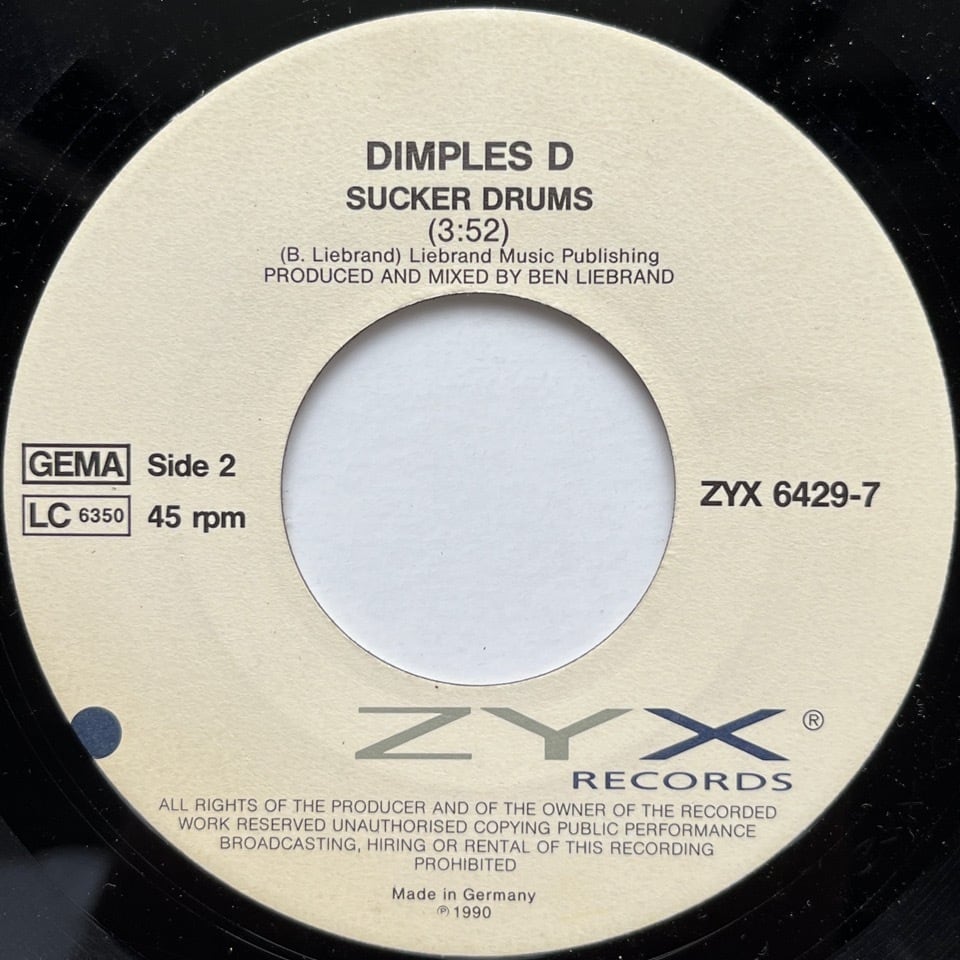 DIMPLES D
SUCKER DRUMS
(3:52)
(B. Liebrand) Liebrand Music Publishing
PRODUCED AND MIXED BY BEN LIEBRAND
GEMA Side 2
LC 6350 45 rpm
ZYX 6429-7
ZYX ®
RECORDS
ALL RIGHTS OF THE PRODUCER AND OF THE OWNER OF THE RECORDED
WORK RESERVED UNAUTHORISED COPYING PUBLIC PERFORMANCE
BROADCASTING, HIRING OR RENTAL OF THIS RECORDING
PROHIBITED
Made in Germany
℗ 1990